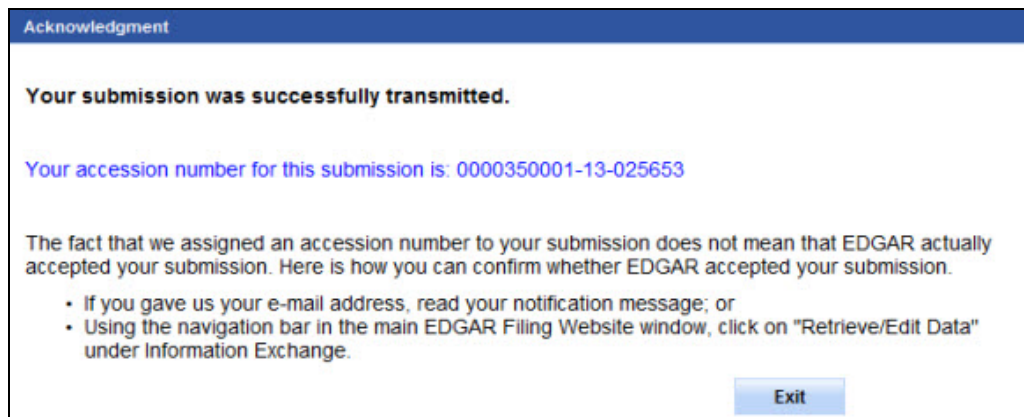 Acknowledgment
Your submission was successfully transmitted.
Your accession number for this submission is: 0000350001-13-025653
The fact that we assigned an accession number to your submission does not mean that EDGAR actually
accepted your submission. Here is how you can confirm whether EDGAR accepted your submission.
• If you gave us your e-mail address, read your notification message; or
• Using the navigation bar in the main EDGAR Filing Website window, click on "Retrieve/Edit Data"
under Information Exchange.
Exit